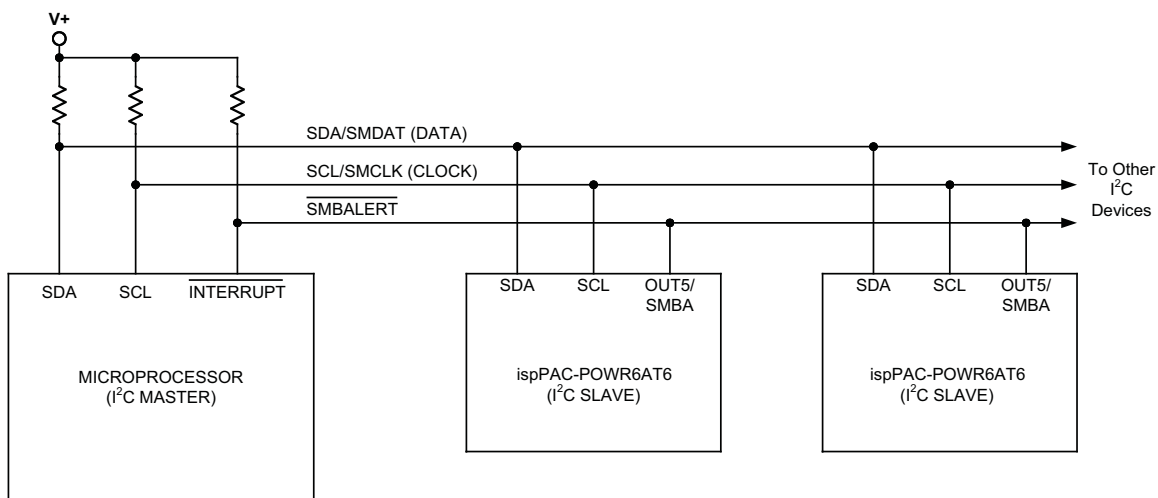 V+
SDA/SMDAT (DATA)
SCL/SMCLK (CLOCK)
SMBALERT
To Other
I²C
Devices
SDA SCL INTERRUPT
MICROPROCESSOR
(I²C MASTER)
SDA SCL OUT5/
SMBA
ispPAC-POWR6AT6
(I²C SLAVE)
SDA SCL OUT5/
SMBA
ispPAC-POWR6AT6
(I²C SLAVE)